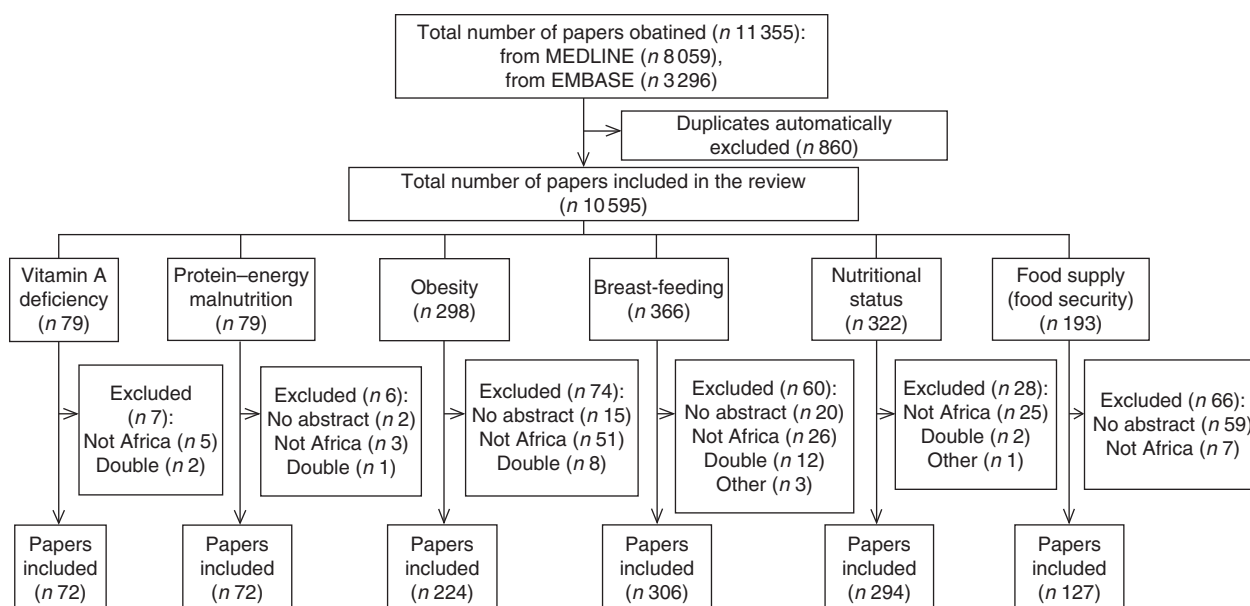 Total number of papers obatined (n 11 355):
from MEDLINE (n 8 059),
from EMBASE (n 3 296)
Duplicates automatically
excluded (n 860)
Total number of papers included in the review
(n 10 595)
Vitamin A
deficiency
(n 79)
Protein–energy
malnutrition
(n 79)
Obesity
(n 298)
Breast-feeding
(n 366)
Nutritional
status
(n 322)
Food supply
(food security)
(n 193)
Excluded
(n 7):
Not Africa (n 5)
Double (n 2)
Excluded (n 6):
No abstract (n 2)
Not Africa (n 3)
Double (n 1)
Excluded (n 74):
No abstract (n 15)
Not Africa (n 51)
Double (n 8)
Excluded (n 60):
No abstract (n 20)
Not Africa (n 26)
Double (n 12)
Other (n 3)
Excluded (n 28):
Not Africa (n 25)
Double (n 2)
Other (n 1)
Excluded (n 66):
No abstract (n 59)
Not Africa (n 7)
Papers
included
(n 72)
Papers
included
(n 72)
Papers
included
(n 224)
Papers
included
(n 306)
Papers
included
(n 294)
Papers
included
(n 127)